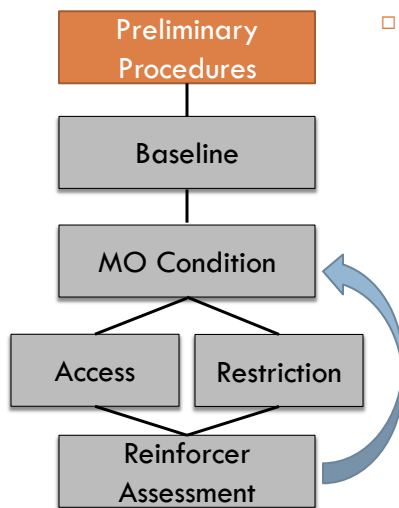 Preliminary
Procedures
Baseline
MO Condition
Access
Restriction
Reinforcer
Assessment